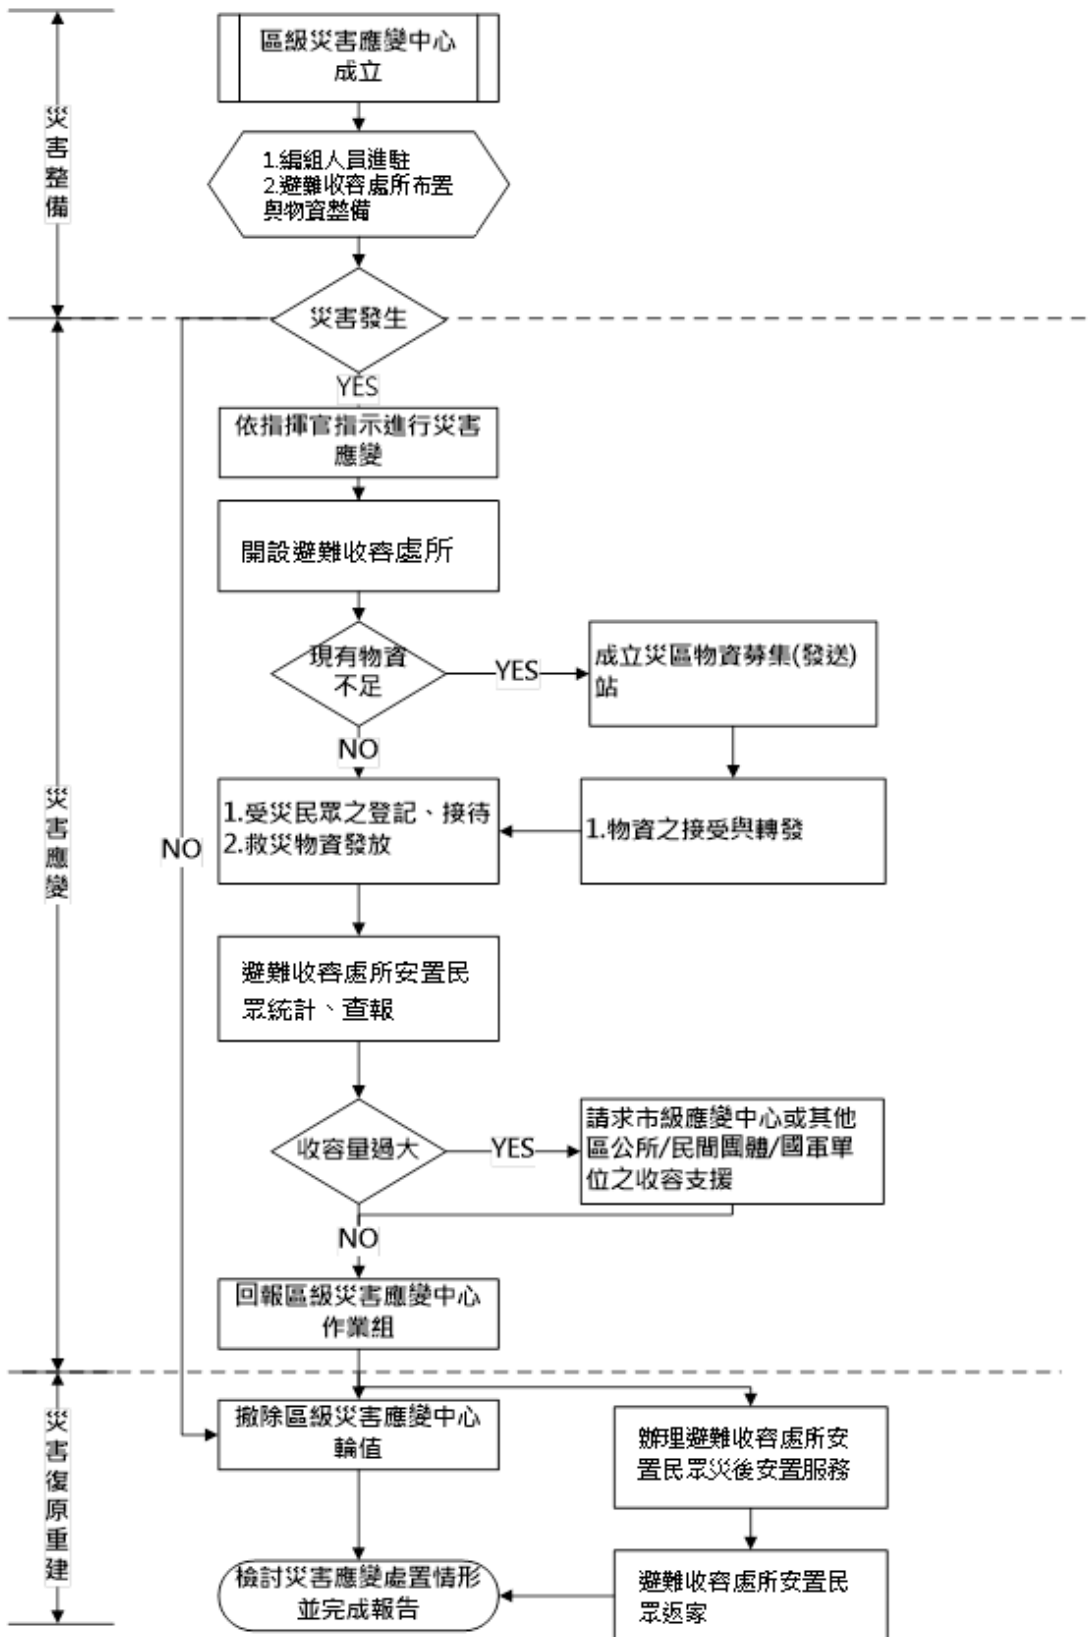 區級災害應變中心
成立
災害整備
1.編組人員進駐
2.避難收容處所布置
與物資整備
災害發生
YES
依指揮官指示進行災害
應變
開設避難收容處所
現有物資
不足
YES
成立災區物資募集(發送)
站
NO
災害應變
NO
1.受災民眾之登記、接待
2.救災物資發放
1.物資之接受與轉發
避難收容處所安置民
眾統計、查報
收容量過大
YES
請求市級應變中心或其他
區公所/民間團體/國軍單
位之收容支援
NO
回報區級災害應變中心
作業組
災害復原重建
撤除區級災害應變中心
輪值
辦理避難收容處所安
置民眾災後安置服務
檢討災害應變處置情形
並完成報告
避難收容處所安置民
眾返家